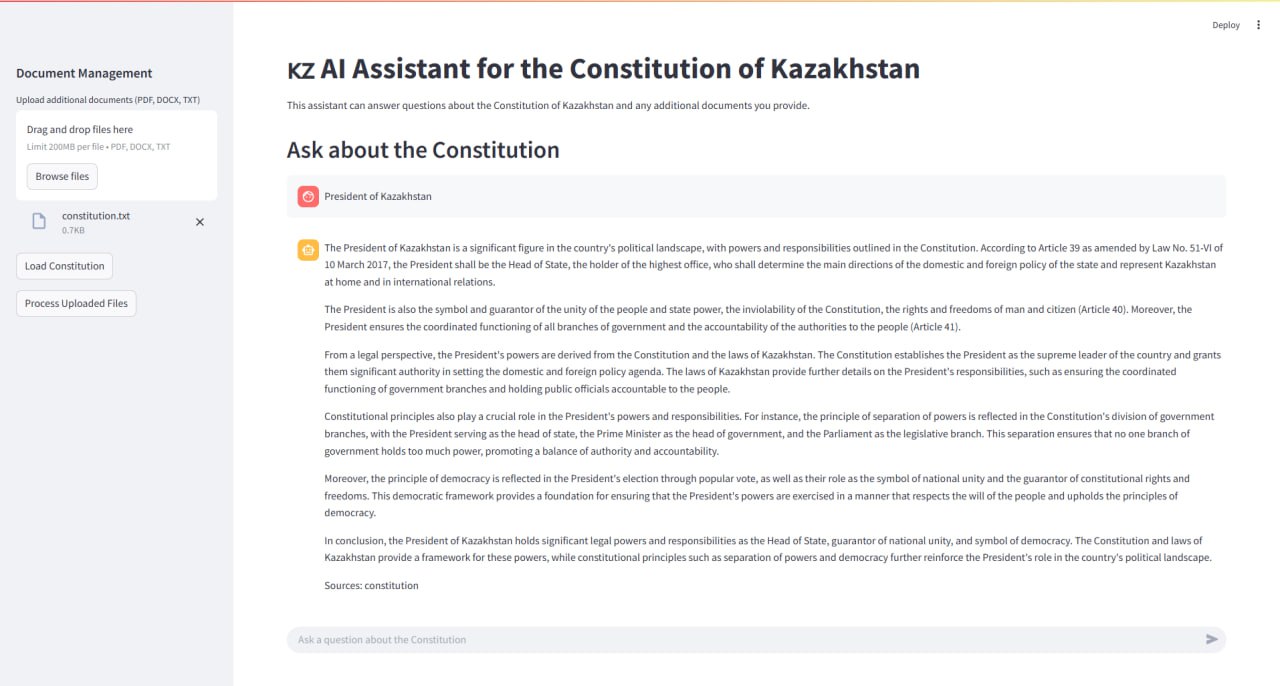 Deploy
Document Management
Upload additional documents (PDF, DOCX, TXT)
Drag and drop files here
Limit 200MB per file • PDF, DOCX, TXT
Browse files
constitution.txt
0.7KB
Load Constitution
Process Uploaded Files
KZ AI Assistant for the Constitution of Kazakhstan
This assistant can answer questions about the Constitution of Kazakhstan and any additional documents you provide.
Ask about the Constitution
President of Kazakhstan
The President of Kazakhstan is a significant figure in the country's political landscape, with powers and responsibilities outlined in the Constitution. According to Article 39 as amended by Law No. 51-VI of
10 March 2017, the President shall be the Head of State, the holder of the highest office, who shall determine the main directions of the domestic and foreign policy of the state and represent Kazakhstan
at home and in international relations.
The President is also the symbol and guarantor of the unity of the people and state power, the inviolability of the Constitution, the rights and freedoms of man and citizen (Article 40). Moreover, the
President ensures the coordinated functioning of all branches of government and the accountability of the authorities to the people (Article 41).
From a legal perspective, the President's powers are derived from the Constitution and the laws of Kazakhstan. The Constitution establishes the President as the supreme leader of the country and grants
them significant authority in setting the domestic and foreign policy agenda. The laws of Kazakhstan provide further details on the President's responsibilities, such as ensuring the coordinated
functioning of government branches and holding public officials accountable to the people.
Constitutional principles also play a crucial role in the President's powers and responsibilities. For instance, the principle of separation of powers is reflected in the Constitution's division of government
branches, with the President serving as the head of state, the Prime Minister as the head of government, and the Parliament as the legislative branch. This separation ensures that no one branch of
government holds too much power, promoting a balance of authority and accountability.
Moreover, the principle of democracy is reflected in the President's election through popular vote, as well as their role as the symbol of national unity and the guarantor of constitutional rights and
freedoms. This democratic framework provides a foundation for ensuring that the President's powers are exercised in a manner that respects the will of the people and upholds the principles of
democracy.
In conclusion, the President of Kazakhstan holds significant legal powers and responsibilities as the Head of State, guarantor of national unity, and symbol of democracy. The Constitution and laws of
Kazakhstan provide a framework for these powers, while constitutional principles such as separation of powers and democracy further reinforce the President's role in the country's political landscape.
Sources: constitution
Ask a question about the Constitution